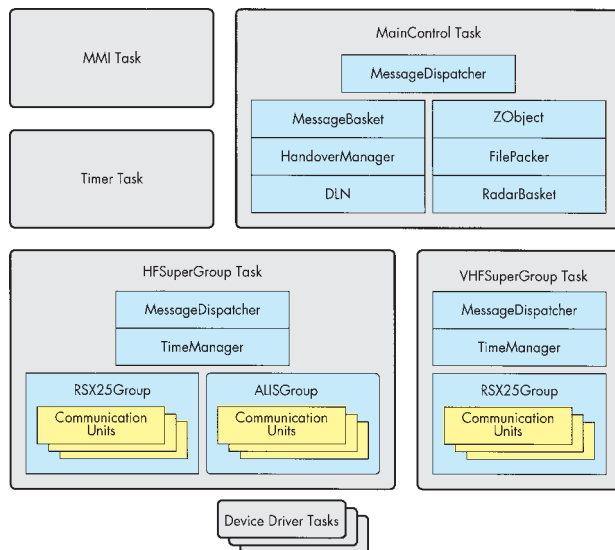 MMI Task
MainControl Task
MessageDispatcher
MessageBasket
HandoverManager
DLN
ZObject
FilePacker
RadarBasket
Timer Task
HFSuperGroup Task
MessageDispatcher
TimeManager
RSX25Group
Communication
Units
ALISGroup
Communication
Units
VHFSuperGroup Task
MessageDispatcher
TimeManager
RSX25Group
Communication
Units
Device Driver Tasks